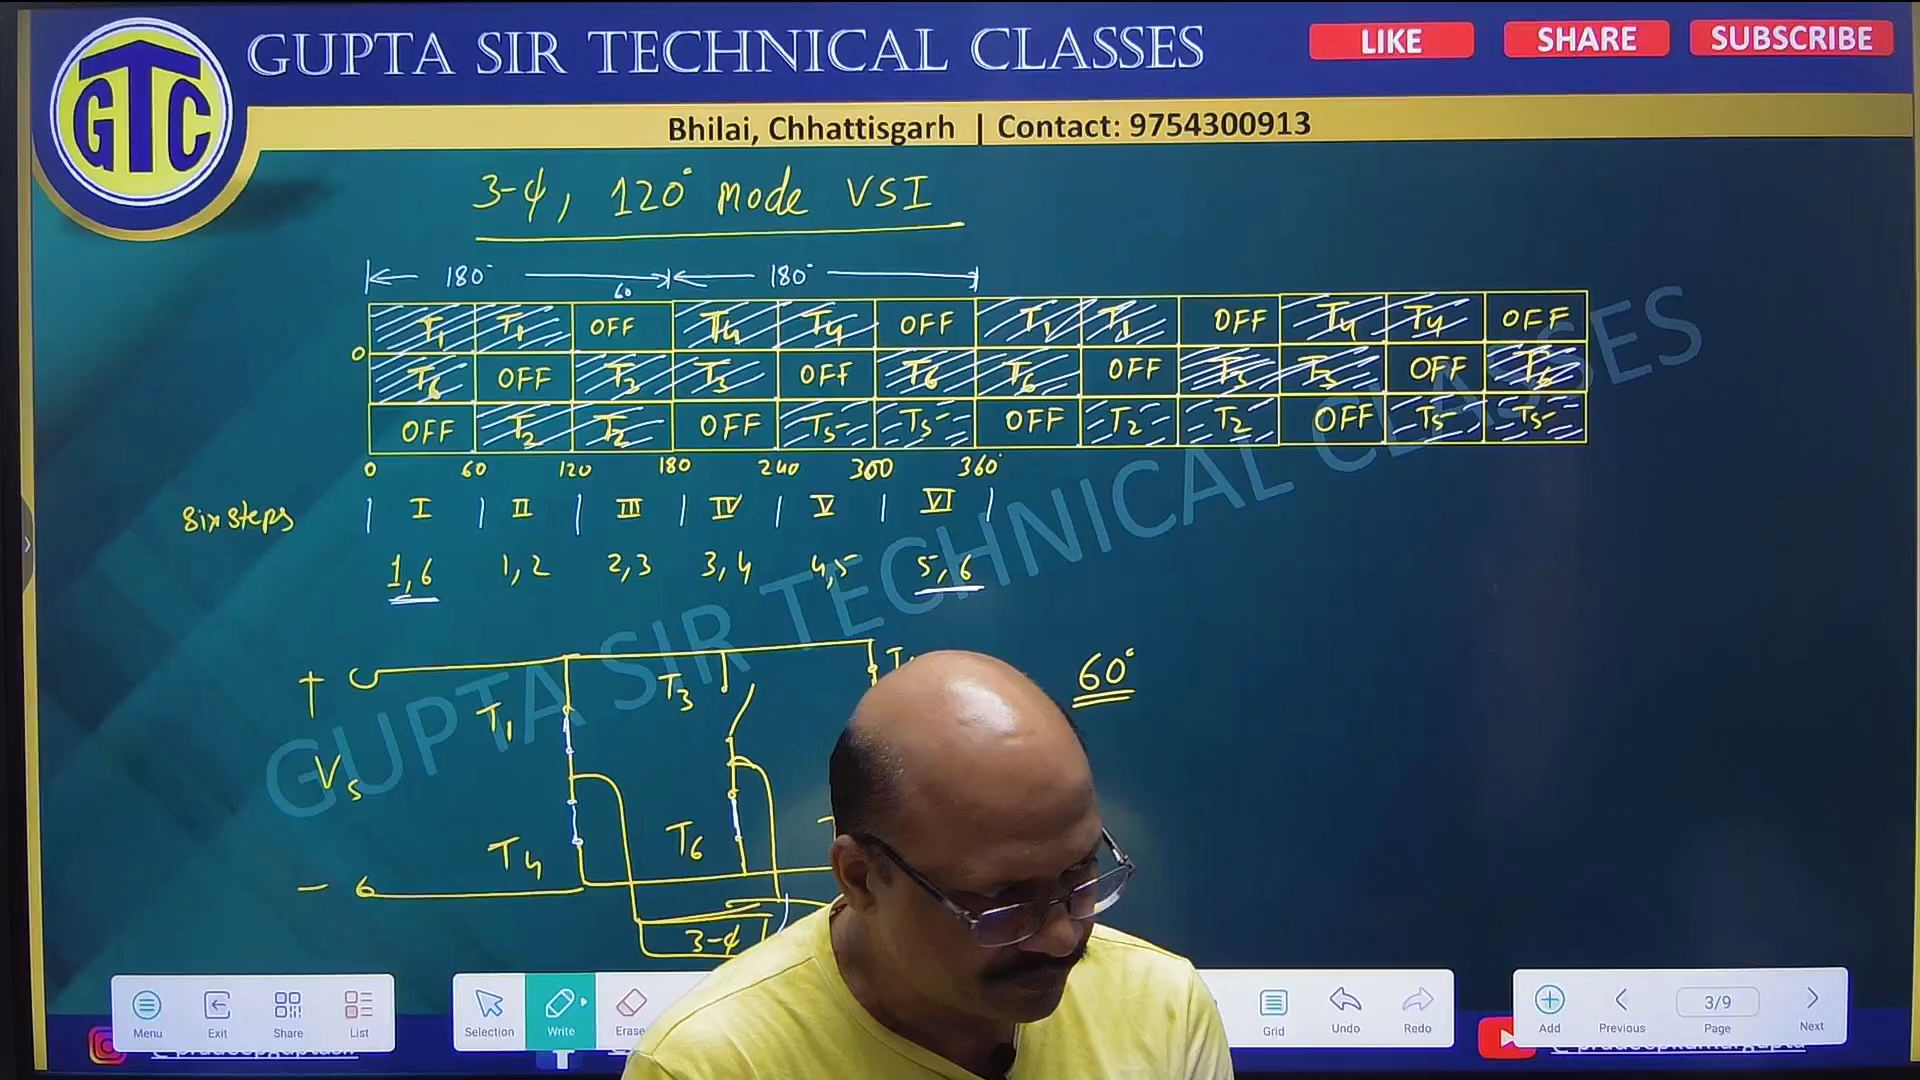 GTC
GUPTA SIR TECHNICAL CLASSES
LIKE
SHARE
SUBSCRIBE
Bhilai, Chhattisgarh | Contact: 9754300913
3-ϕ, 120° mode VSI
180° 180°
60
T1 T1 OFF T4 T4 OFF T1 T1 OFF T4 T4 OFF
0
T6 OFF T3 T3 OFF T6 T6 OFF T3 T3 OFF T6
OFF T2 T2 OFF T5 T5 OFF T2 T2 OFF T5 T5
0 60 120 180 240 300 360°
Six steps | I | II | III | IV | V | VI |
1,6 1,2 2,3 3,4 4,5 5,6
GUPTA SIR TECHNICAL CLASSES
+ T1 T3 60°
Vs
T4 T6
-
3-ϕ
Menu Exit Share List
Selection Write Erase
Grid Undo Redo
Add Previous 3/9 Page Next